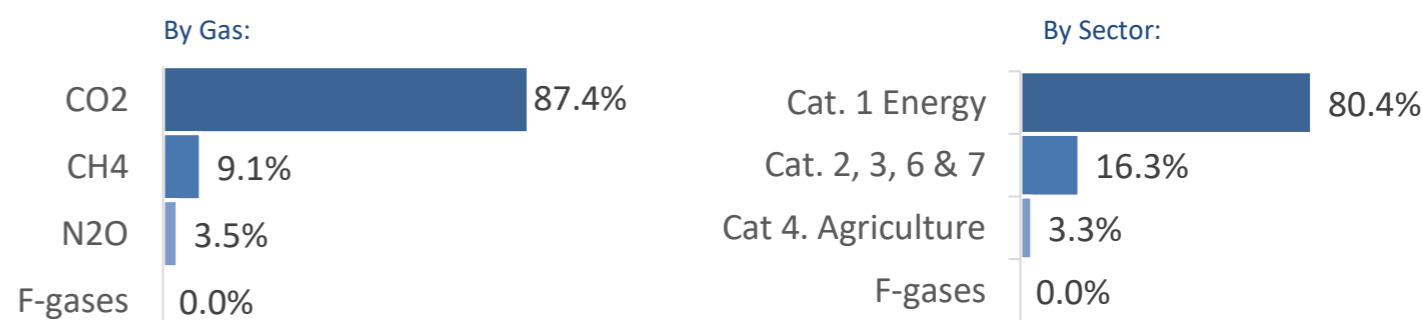 By Gas:
CO2 87.4%
CH4 9.1%
N2O 3.5%
F-gases 0.0%
By Sector:
Cat. 1 Energy 80.4%
Cat. 2, 3, 6 & 7 16.3%
Cat 4. Agriculture 3.3%
F-gases 0.0%